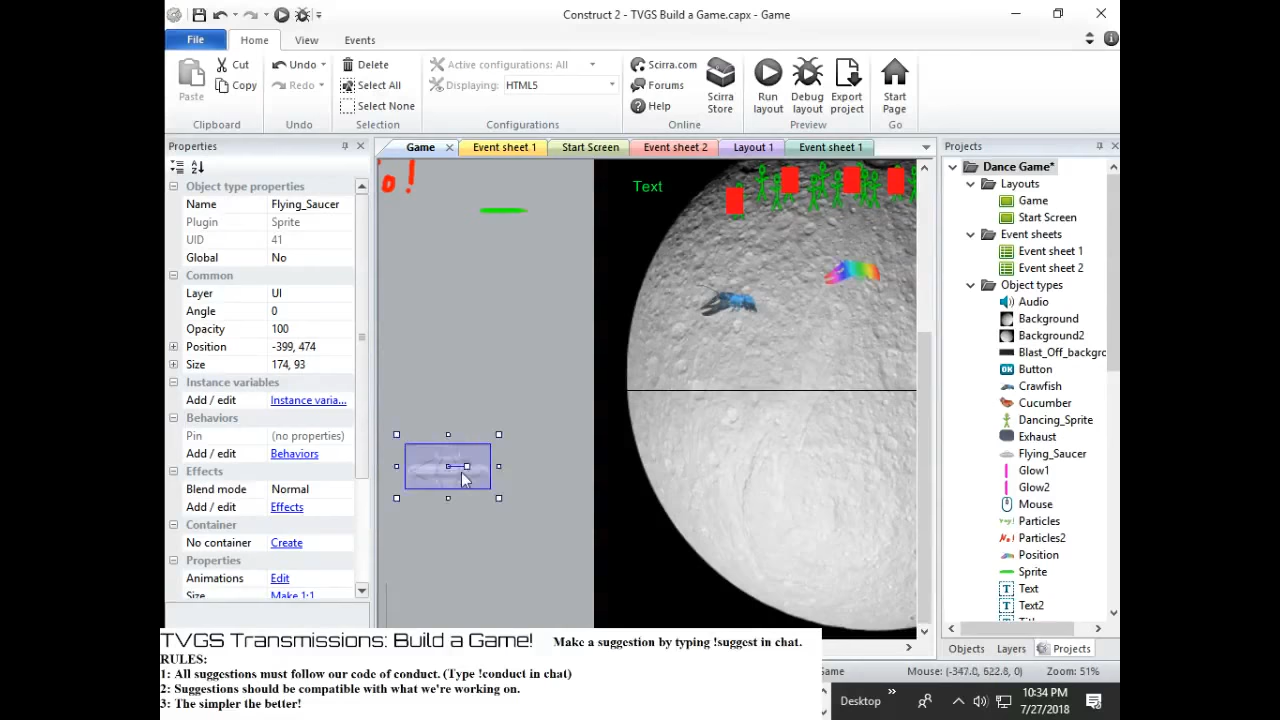 Construct 2 - TVGS Build a Game.capx - Game
File Home View Events
Paste
Cut
Copy
Clipboard
Undo
Redo
Undo
Delete
Select All
Select None
Selection
Active configurations: All
Displaying: HTML5
Configurations
Scirra.com
Forums
Help
Scirra Store
Online
Run layout
Debug layout
Export project
Preview
Start Page
Go
Properties
Game Event sheet 1 Start Screen Event sheet 2 Layout 1 Event sheet 1
Projects
Object type properties
Name Flying_Saucer
Plugin Sprite
UID 41
Global No
Common
Layer UI
Angle 0
Opacity 100
Position -399, 474
Size 174, 93
Instance variables
Add / edit Instance varia...
Behaviors
Pin (no properties)
Add / edit Behaviors
Effects
Blend mode Normal
Add / edit Effects
Container
No container Create
Properties
Animations Edit
Size Make 1:1
o!
Text
Dance Game*
Layouts
Game
Start Screen
Event sheets
Event sheet 1
Event sheet 2
Object types
Audio
Background
Background2
Blast_Off_backgro
Button
Crawfish
Cucumber
Dancing_Sprite
Exhaust
Flying_Saucer
Glow1
Glow2
Mouse
Particles
Particles2
Position
Sprite
Text
Text2
Objects Layers Projects
Game Mouse: (-347.0, 622.8, 0) Zoom: 51%
TVGS Transmissions: Build a Game! Make a suggestion by typing !suggest in chat.
RULES:
1: All suggestions must follow our code of conduct. (Type !conduct in chat)
2: Suggestions should be compatible with what we're working on.
3: The simpler the better!
Desktop
10:34 PM
7/27/2018